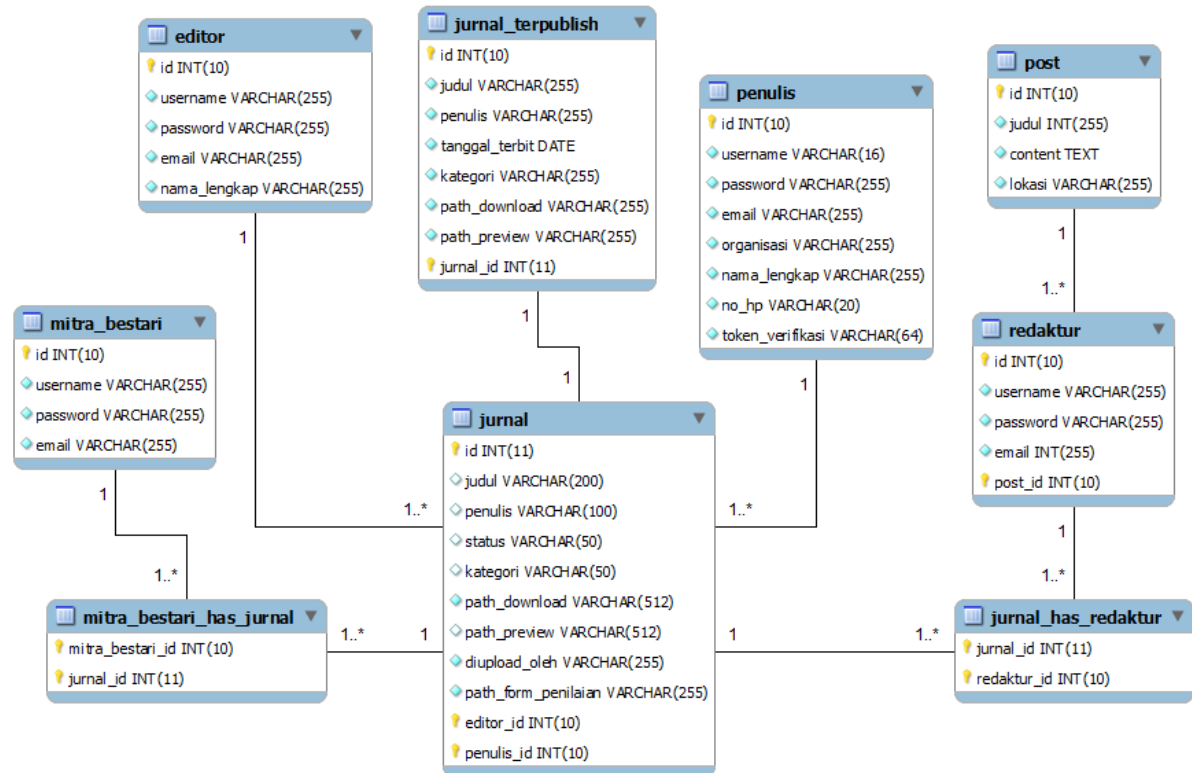 editor
id INT(10)
username VARCHAR(255)
password VARCHAR(255)
email VARCHAR(255)
nama_lengkap VARCHAR(255)
jurnal_terpublish
id INT(10)
judul VARCHAR(255)
penulis VARCHAR(255)
tanggal_terbit DATE
kategori VARCHAR(255)
path_download VARCHAR(255)
path_preview VARCHAR(255)
jurnal_id INT(11)
penulis
id INT(10)
username VARCHAR(16)
password VARCHAR(255)
email VARCHAR(255)
organisasi VARCHAR(255)
nama_lengkap VARCHAR(255)
no_hp VARCHAR(20)
token_verifikasi VARCHAR(64)
post
id INT(10)
judul INT(255)
content TEXT
lokasi VARCHAR(255)
1
1
1
1
1..*
1
mitra_bestari
id INT(10)
username VARCHAR(255)
password VARCHAR(255)
email VARCHAR(255)
redaktur
id INT(10)
username VARCHAR(255)
password VARCHAR(255)
email INT(255)
post_id INT(10)
jurnal
id INT(11)
judul VARCHAR(200)
penulis VARCHAR(100)
status VARCHAR(50)
kategori VARCHAR(50)
path_download VARCHAR(512)
path_preview VARCHAR(512)
diupload_oleh VARCHAR(255)
path_form_penilaian VARCHAR(255)
editor_id INT(10)
penulis_id INT(10)
1
1..*
1..*
1
1..*
1..*
mitra_bestari_has_jurnal
mitra_bestari_id INT(10)
jurnal_id INT(11)
1..*
1
1
1..*
jurnal_has_redaktur
jurnal_id INT(11)
redaktur_id INT(10)